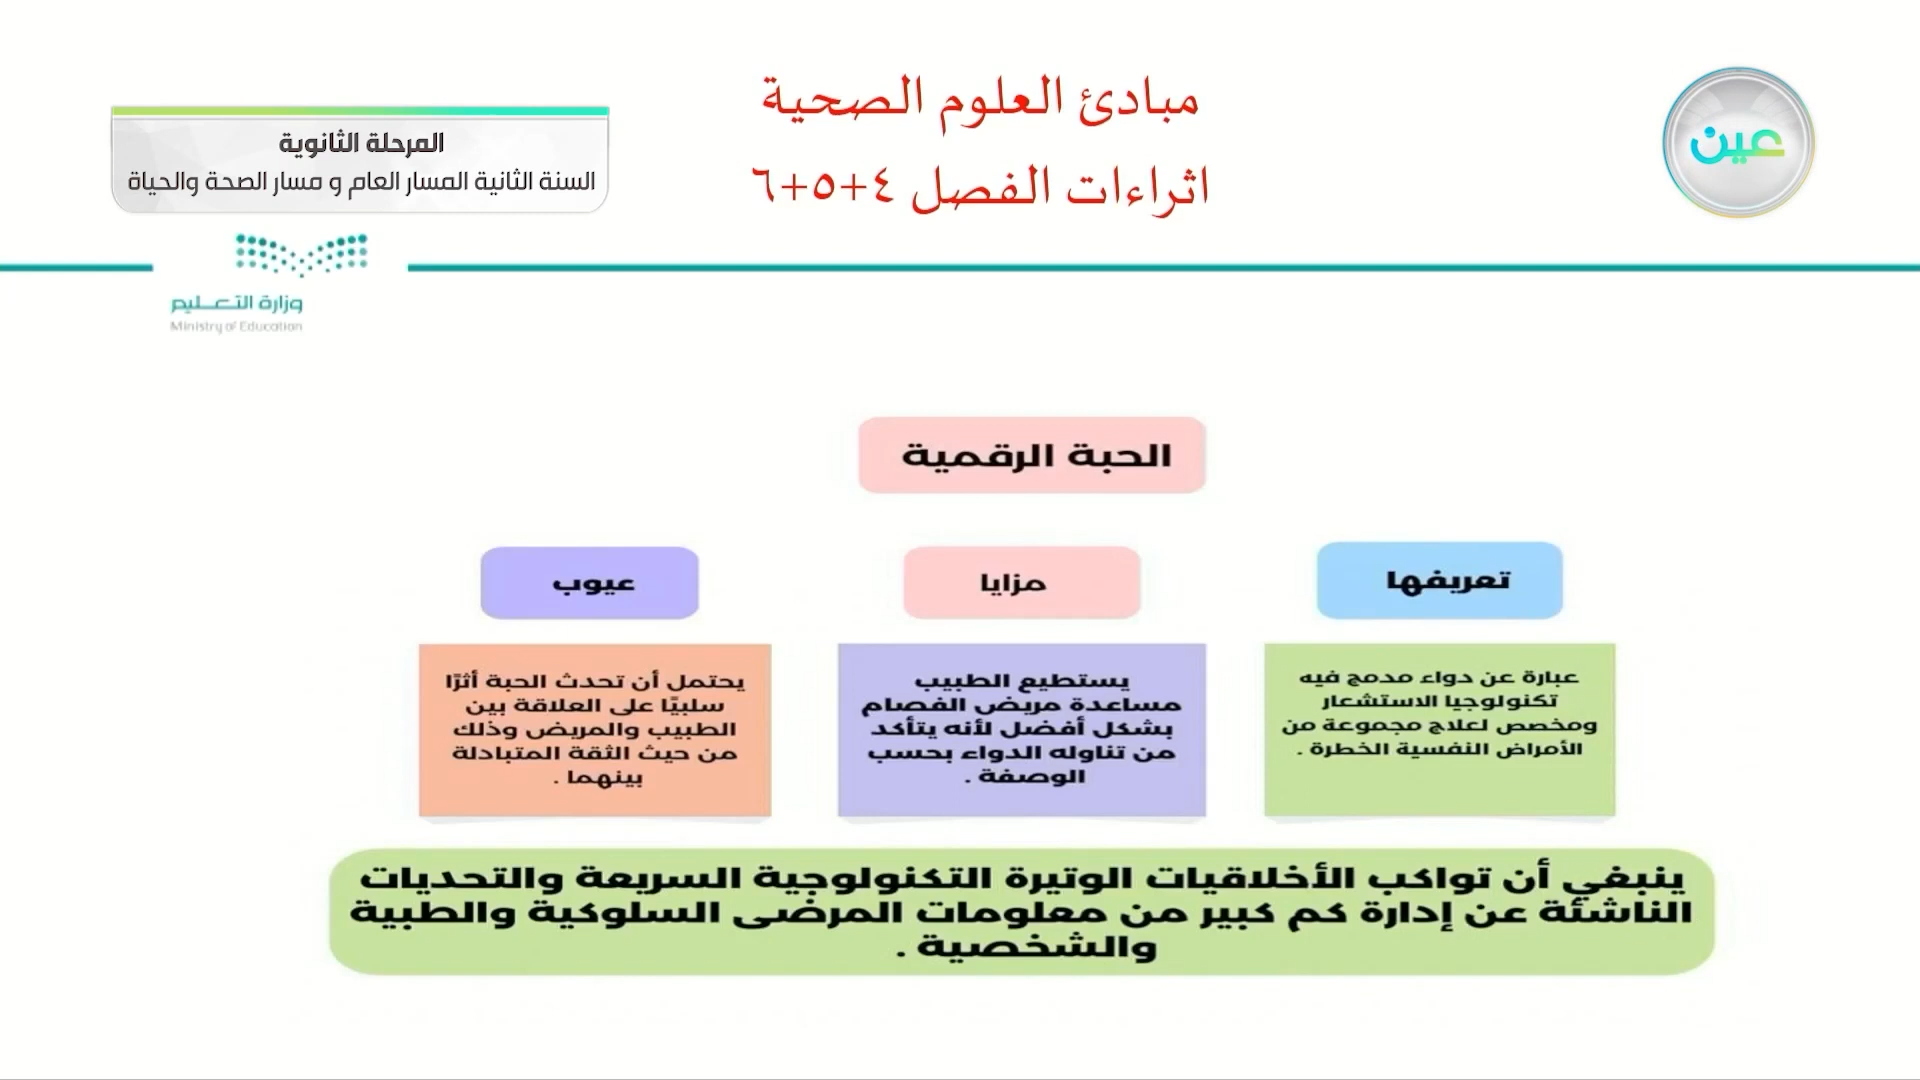 مبادئ العلوم الصحية
اثراءات الفصل ٤+٥+٦
عين
المرحلة الثانوية
السنة الثانية المسار العام و مسار الصحة والحياة
وزارة التعـــليم
Ministry of Education
الحبة الرقمية
تعريفها
عبارة عن دواء مدمج فيه
تكنولوجيا الاستشعار
ومخصص لعلاج مجموعة من
الأمراض النفسية الخطرة .
مزايا
يستطيع الطبيب
مساعدة مريض الفصام
بشكل أفضل لأنه يتأكد
من تناوله الدواء بحسب
الوصفة .
عيوب
يحتمل أن تحدث الحبة أثرًا
سلبيًا على العلاقة بين
الطبيب والمريض وذلك
من حيث الثقة المتبادلة
بينهما .
ينبغي أن تواكب الأخلاقيات الوتيرة التكنولوجية السريعة والتحديات
الناشئة عن إدارة كم كبير من معلومات المرضى السلوكية والطبية
والشخصية .